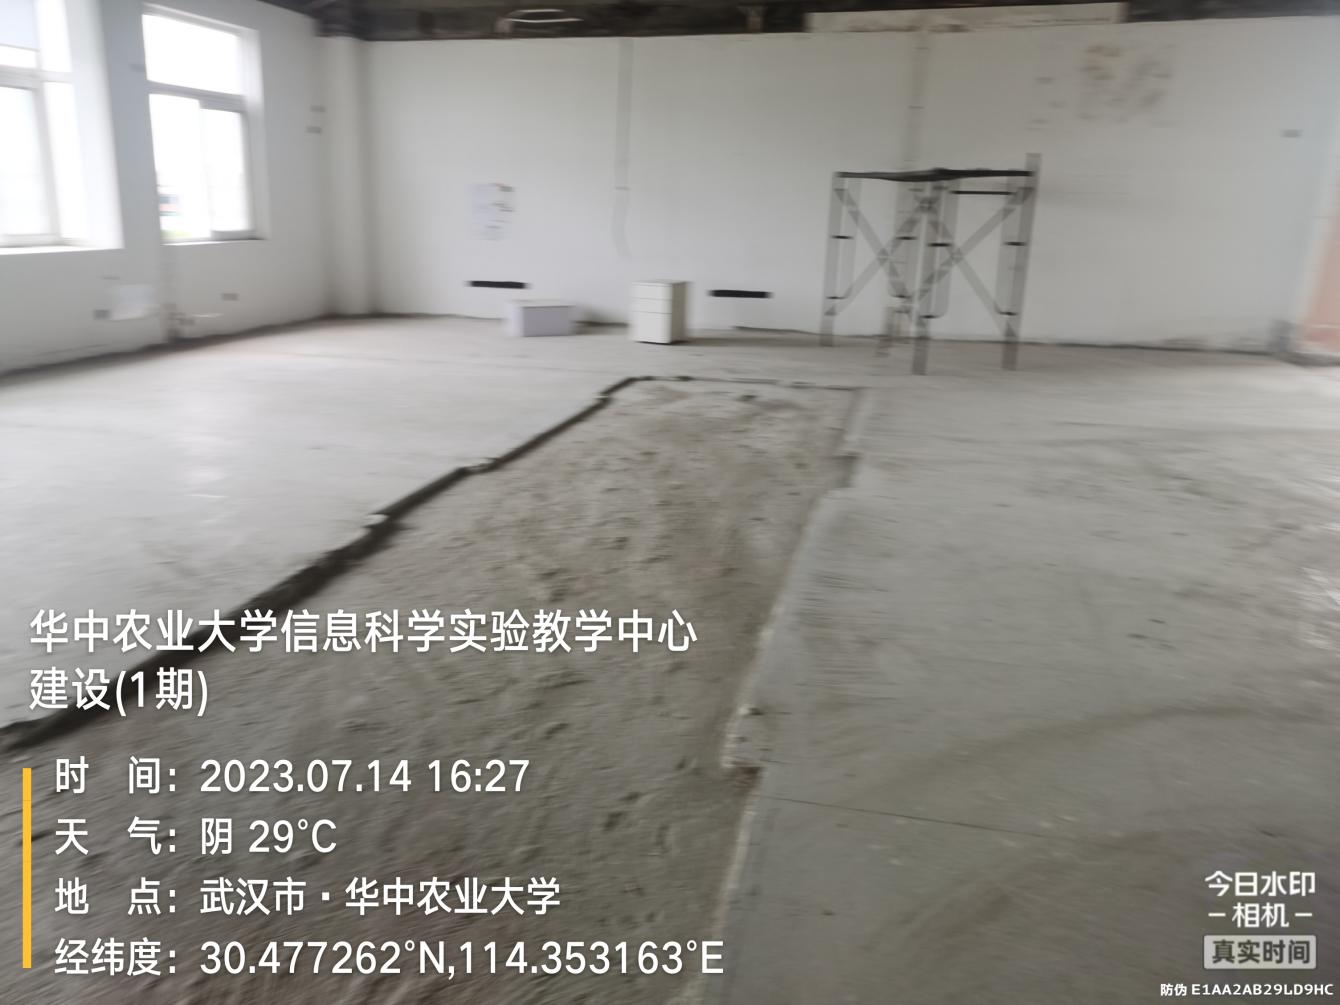 华中农业大学信息科学实验教学中心
建设(1期)
时 间：2023.07.14 16:27
天 气：阴 29°C
地 点：武汉市·华中农业大学
经纬度：30.477262°N,114.353163°E
今日水印
-相机-
真实时间
防伪 E1AA2AB29LD9HC